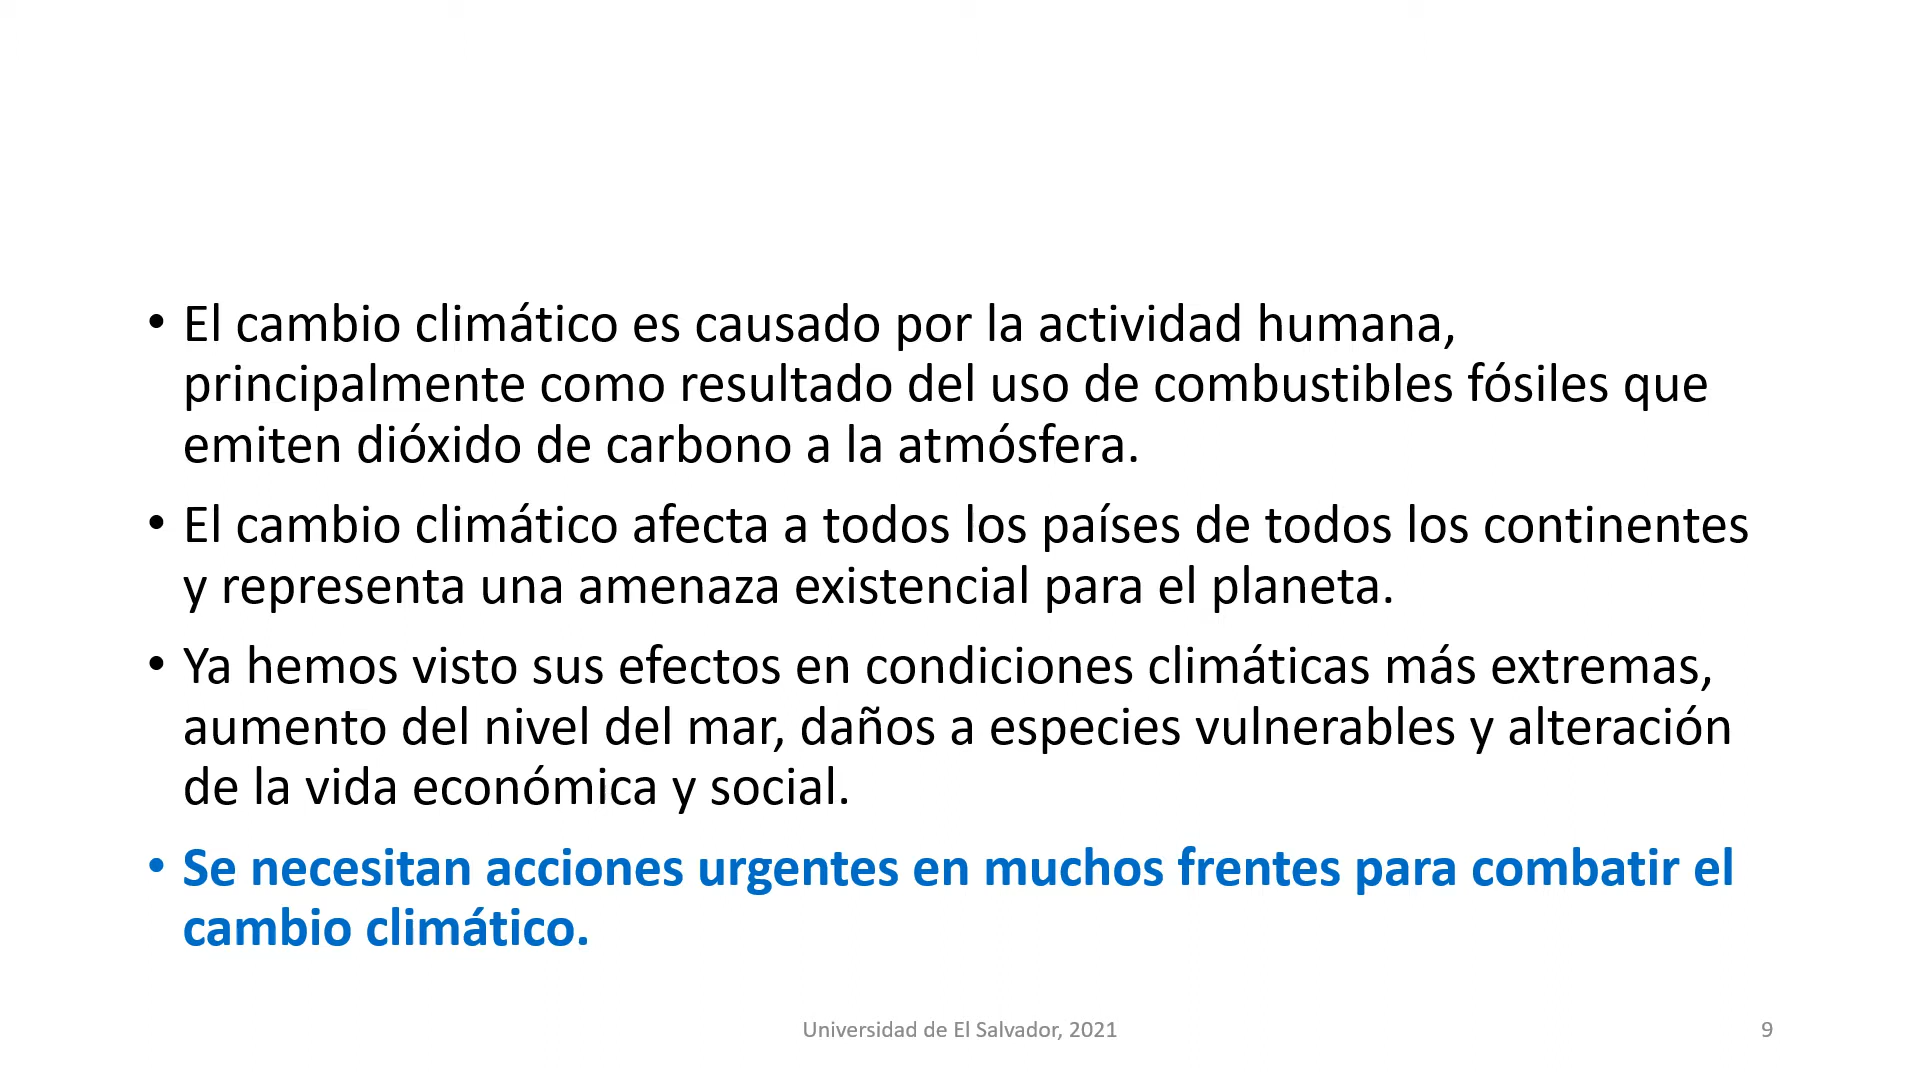 • El cambio climático es causado por la actividad humana,
principalmente como resultado del uso de combustibles fósiles que
emiten dióxido de carbono a la atmósfera.
• El cambio climático afecta a todos los países de todos los continentes
y representa una amenaza existencial para el planeta.
• Ya hemos visto sus efectos en condiciones climáticas más extremas,
aumento del nivel del mar, daños a especies vulnerables y alteración
de la vida económica y social.
• Se necesitan acciones urgentes en muchos frentes para combatir el
cambio climático.
Universidad de El Salvador, 2021
9